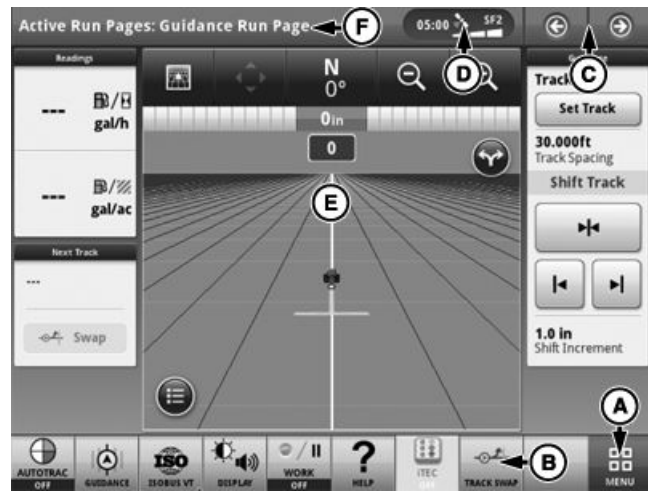 Active Run Pages: Guidance Run Page
F
05:00
SF2
D
C
Readings
---
gal/h
---
gal/ac
Next Track
---
Swap
N
0°
0in
0
E
Track
Set Track
30.000ft
Track Spacing
Shift Track
1.0 in
Shift Increment
A
B
AUTOTRAC
OFF
GUIDANCE
ISO
ISOBUS VT
DISPLAY
WORK
OFF
?
HELP
iTEC
OFF
TRACK SWAP
MENU